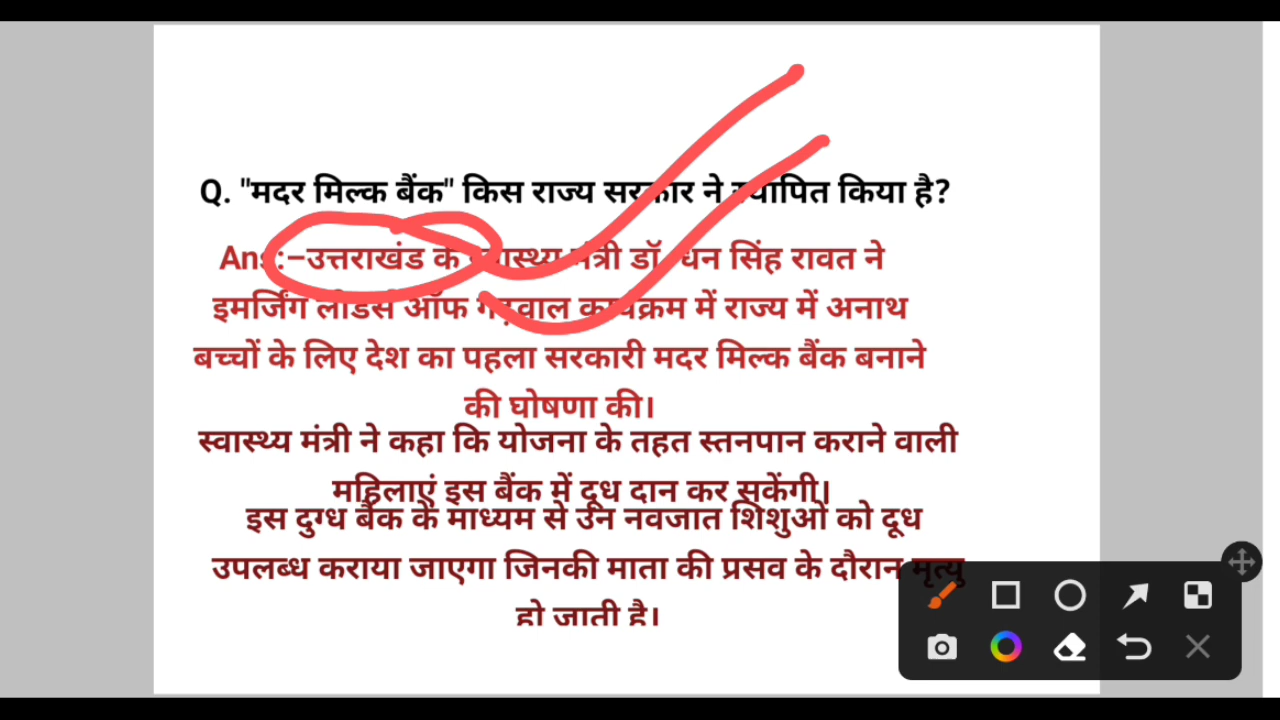 Q. "मदर मिल्क बैंक" किस राज्य सरकार ने स्थापित किया है?
Ans:–उत्तराखंड के स्वास्थ्य मंत्री डॉ. धन सिंह रावत ने
इमर्जिंग लीडर्स ऑफ गढ़वाल कार्यक्रम में राज्य में अनाथ
बच्चों के लिए देश का पहला सरकारी मदर मिल्क बैंक बनाने
की घोषणा की।
स्वास्थ्य मंत्री ने कहा कि योजना के तहत स्तनपान कराने वाली
महिलाएं इस बैंक में दूध दान कर सकेंगी।
इस दुग्ध बैंक के माध्यम से उन नवजात शिशुओं को दूध
उपलब्ध कराया जाएगा जिनकी माता की प्रसव के दौरान मृत्यु
हो जाती है।